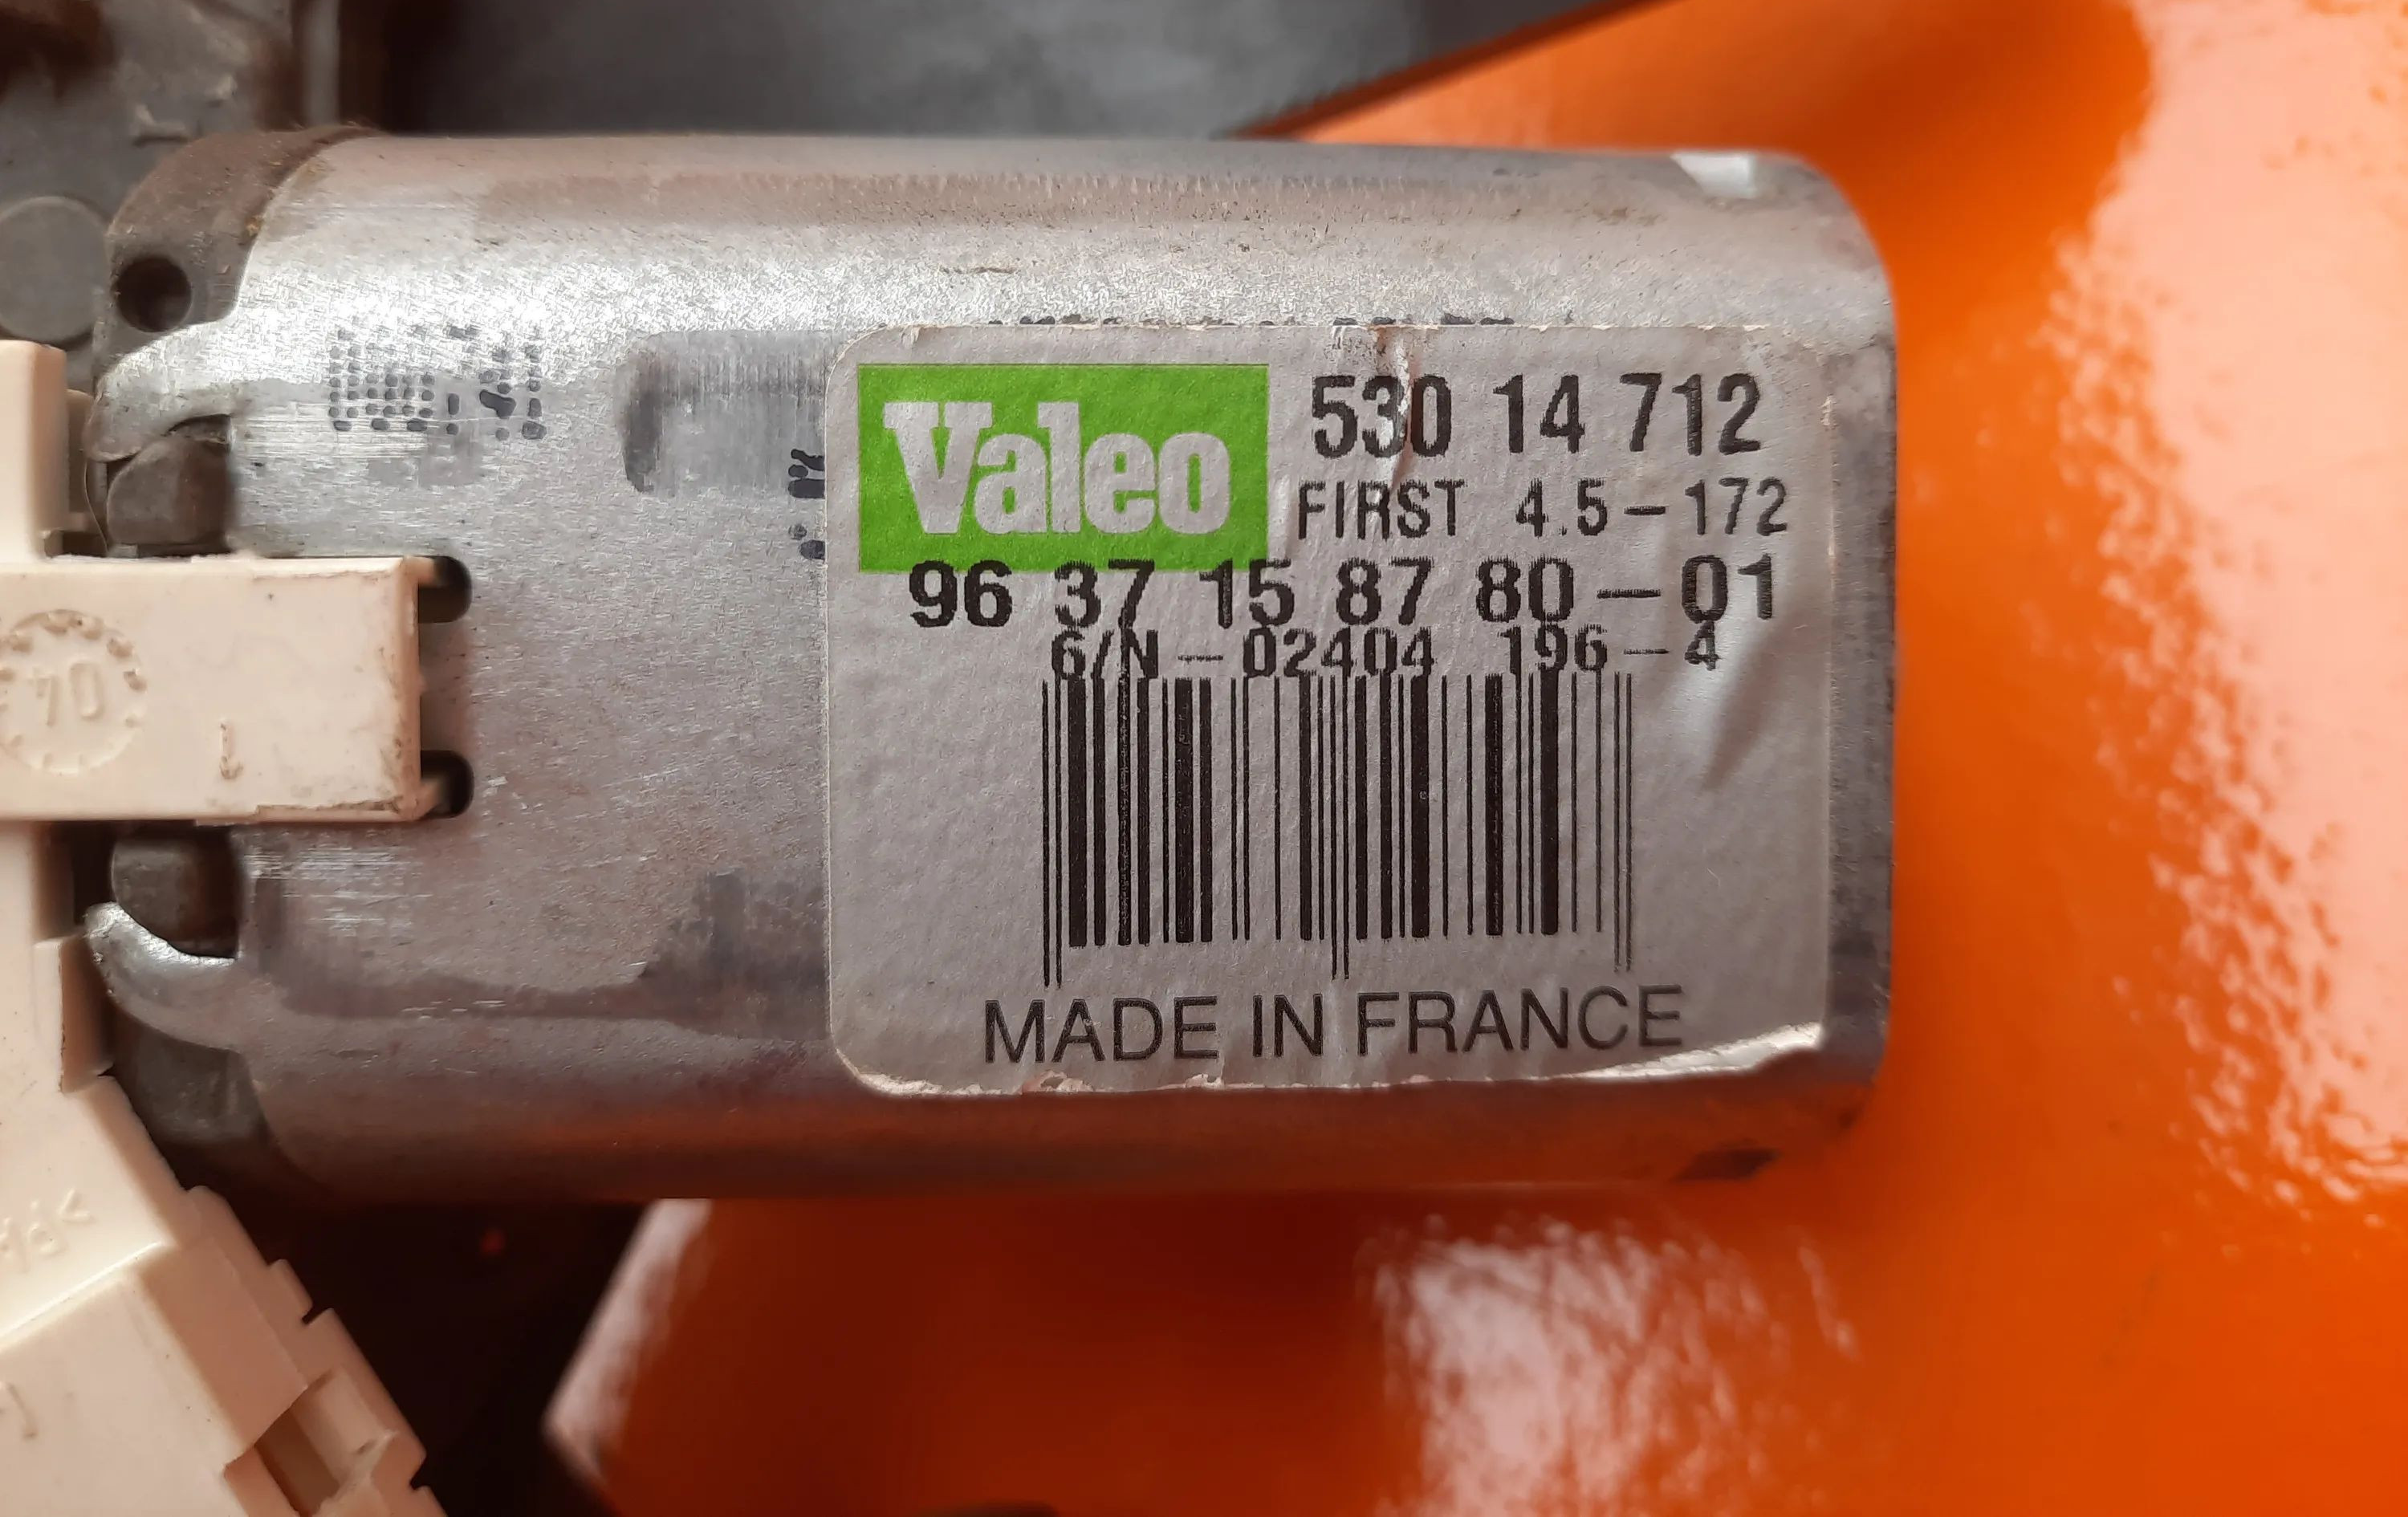 Valeo
530 14 712
FIRST 4.5-172
96 37 15 87 80-01
6/N-02404 196-4
MADE IN FRANCE
04